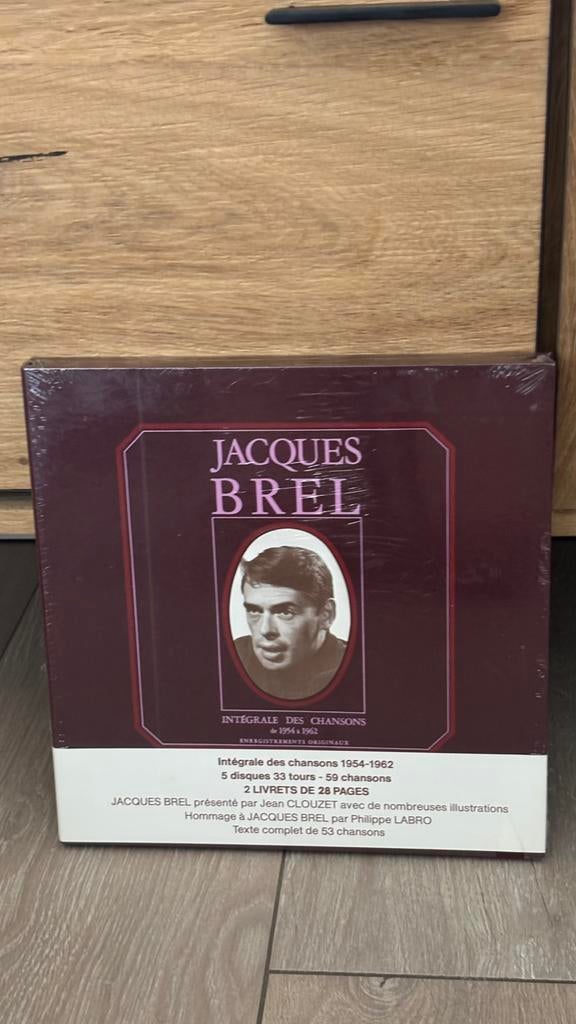 JACQUES
BREL
INTÉGRALE DES CHANSONS
de 1954 à 1962
ENREGISTREMENTS ORIGINAUX
Intégrale des chansons 1954-1962
5 disques 33 tours - 59 chansons
2 LIVRETS DE 28 PAGES
JACQUES BREL présenté par Jean CLOUZET avec de nombreuses illustrations
Hommage à JACQUES BREL par Philippe LABRO
Texte complet de 53 chansons